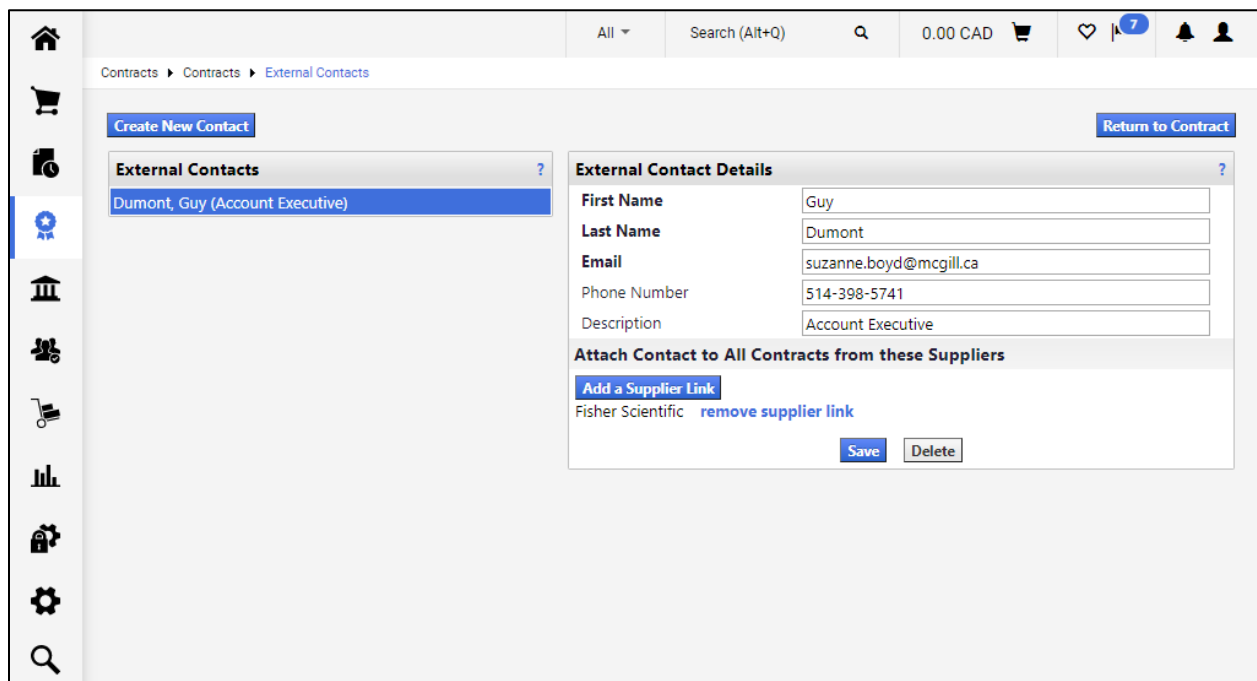 All Search (Alt+Q) 0.00 CAD 7
Contracts Contracts External Contacts
Create New Contact Return to Contract
External Contacts ?
Dumont, Guy (Account Executive)
External Contact Details ?
First Name Guy
Last Name Dumont
Email suzanne.boyd@mcgill.ca
Phone Number 514-398-5741
Description Account Executive
Attach Contact to All Contracts from these Suppliers
Add a Supplier Link
Fisher Scientific remove supplier link
Save Delete